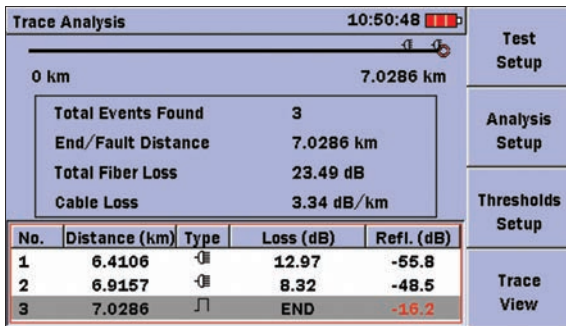 Trace Analysis 10:50:48
0 km 7.0286 km
Total Events Found 3
End/Fault Distance 7.0286 km
Total Fiber Loss 23.49 dB
Cable Loss 3.34 dB/km
No. Distance (km) Type Loss (dB) Refl. (dB)
1 6.4106 12.97 -55.8
2 6.9157 8.32 -48.5
3 7.0286 END -16.2
Test
Setup
Analysis
Setup
Thresholds
Setup
Trace
View